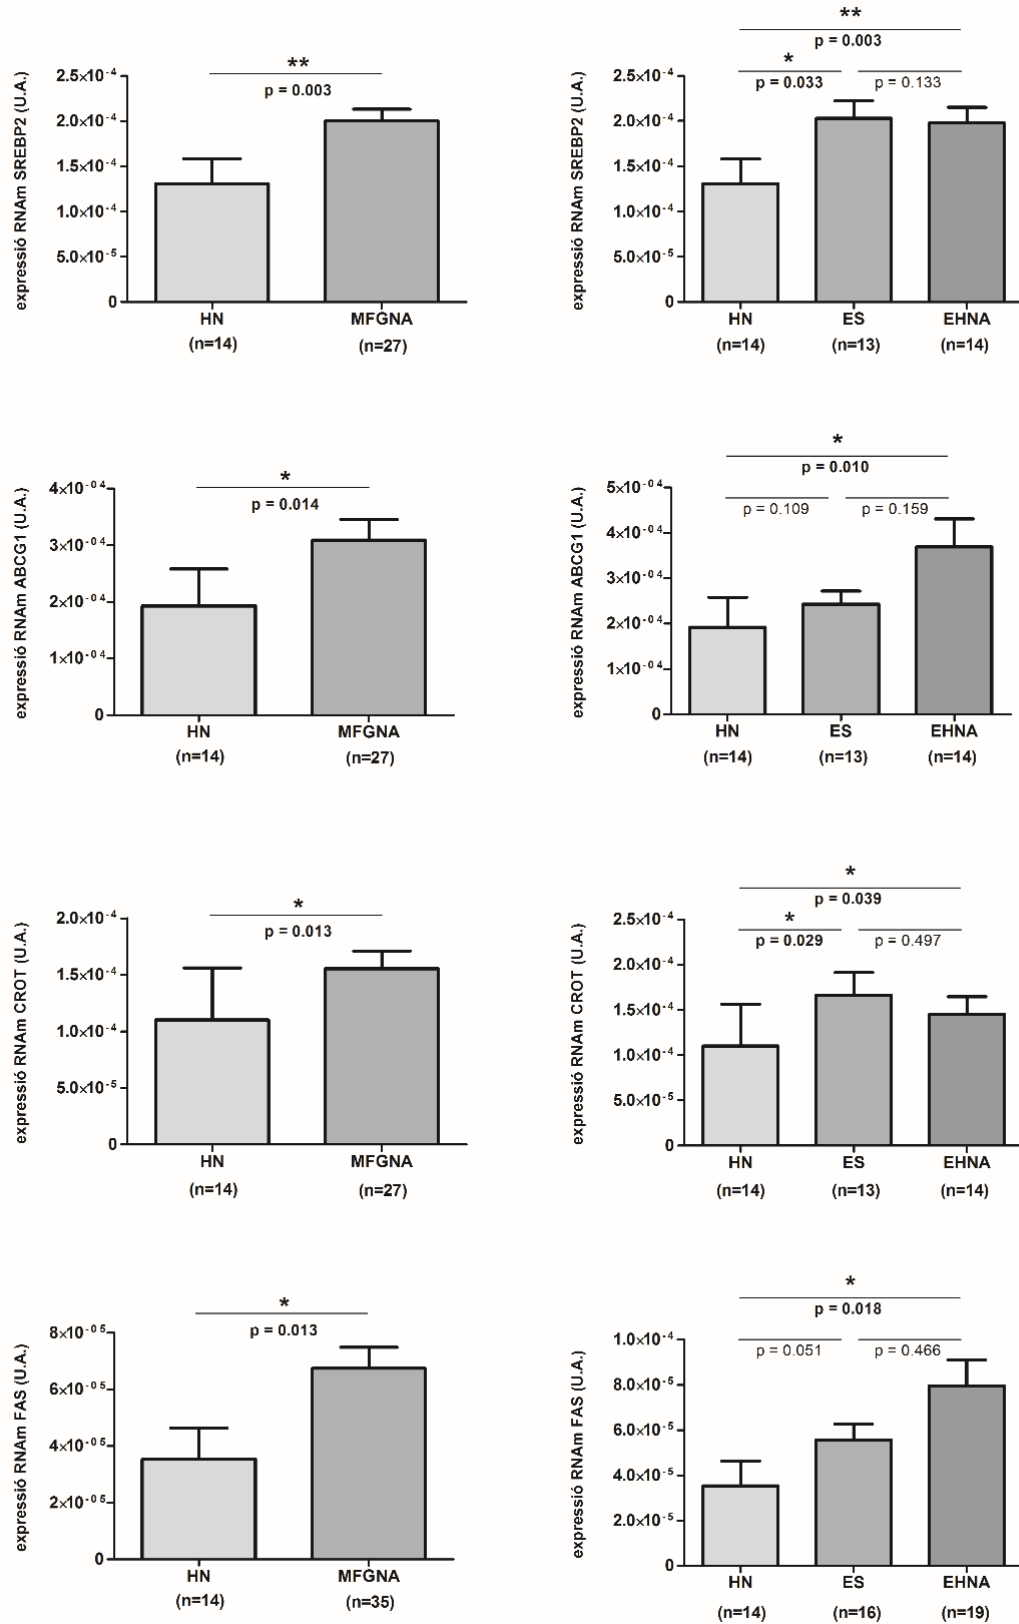 **
p = 0.003
expressió RNAm SREBP2 (U.A.)
2.5×10⁻⁴
2.0×10⁻⁴
1.5×10⁻⁴
1.0×10⁻⁴
5.0×10⁻⁵
0
HN
MFGNA
(n=14)
(n=27)
**
p = 0.003
*
p = 0.033
p = 0.133
expressió RNAm SREBP2 (U.A.)
2.5×10⁻⁴
2.0×10⁻⁴
1.5×10⁻⁴
1.0×10⁻⁴
5.0×10⁻⁵
0
HN
ES
EHNA
(n=14)
(n=13)
(n=14)
*
p = 0.014
expressió RNAm ABCG1 (U.A.)
4×10⁻⁰⁴
3×10⁻⁰⁴
2×10⁻⁰⁴
1×10⁻⁰⁴
0
HN
MFGNA
(n=14)
(n=27)
*
p = 0.010
p = 0.109
p = 0.159
expressió RNAm ABCG1 (U.A.)
5×10⁻⁰⁴
4×10⁻⁰⁴
3×10⁻⁰⁴
2×10⁻⁰⁴
1×10⁻⁰⁴
0
HN
ES
EHNA
(n=14)
(n=13)
(n=14)
*
p = 0.013
expressió RNAm CROT (U.A.)
2.0×10⁻⁴
1.5×10⁻⁴
1.0×10⁻⁴
5.0×10⁻⁵
0
HN
MFGNA
(n=14)
(n=27)
*
p = 0.039
*
p = 0.029
p = 0.497
expressió RNAm CROT (U.A.)
2.5×10⁻⁴
2.0×10⁻⁴
1.5×10⁻⁴
1.0×10⁻⁴
5.0×10⁻⁵
0
HN
ES
EHNA
(n=14)
(n=13)
(n=14)
*
p = 0.013
expressió RNAm FAS (U.A.)
8×10⁻⁰⁵
6×10⁻⁰⁵
4×10⁻⁰⁵
2×10⁻⁰⁵
0
HN
MFGNA
(n=14)
(n=35)
*
p = 0.018
p = 0.051
p = 0.466
expressió RNAm FAS (U.A.)
1.0×10⁻⁴
8.0×10⁻⁵
6.0×10⁻⁵
4.0×10⁻⁵
2.0×10⁻⁵
0
HN
ES
EHNA
(n=14)
(n=16)
(n=19)